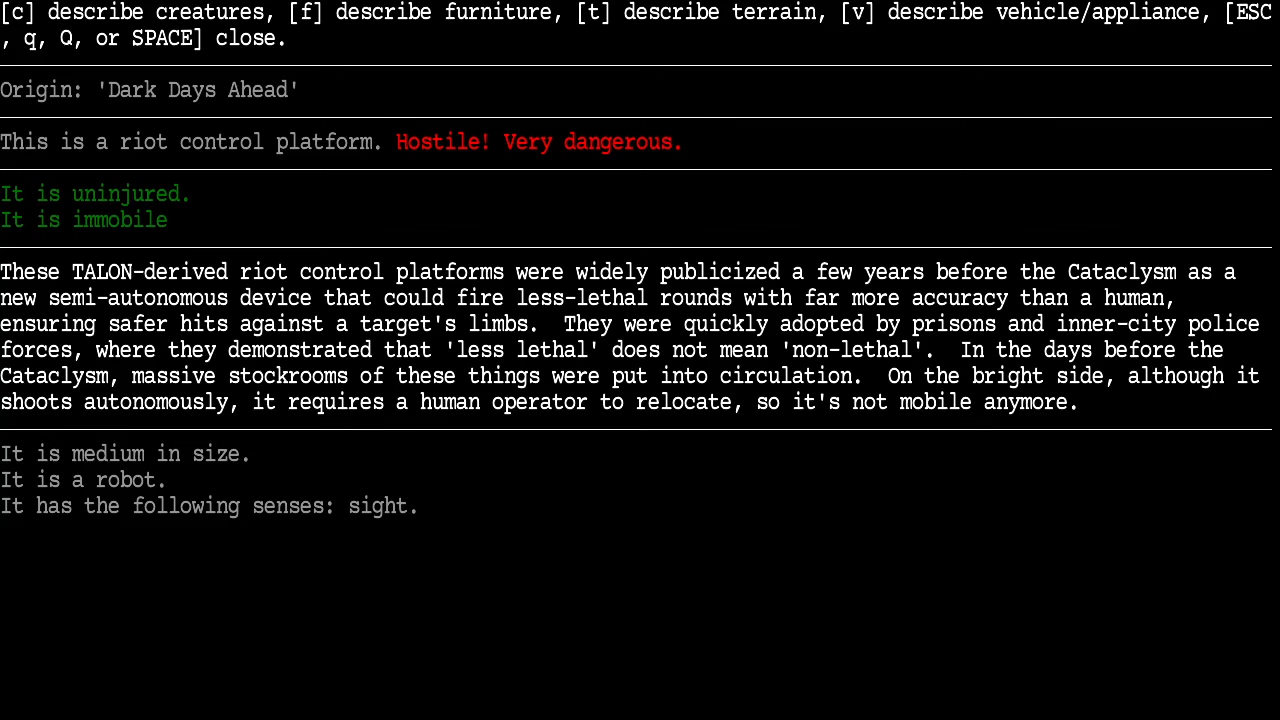 [c] describe creatures, [f] describe furniture, [t] describe terrain, [v] describe vehicle/appliance, [ESC
, q, Q, or SPACE] close.
Origin: 'Dark Days Ahead'
This is a riot control platform. Hostile! Very dangerous.
It is uninjured.
It is immobile
These TALON-derived riot control platforms were widely publicized a few years before the Cataclysm as a
new semi-autonomous device that could fire less-lethal rounds with far more accuracy than a human,
ensuring safer hits against a target's limbs.  They were quickly adopted by prisons and inner-city police
forces, where they demonstrated that 'less lethal' does not mean 'non-lethal'.  In the days before the
Cataclysm, massive stockrooms of these things were put into circulation.  On the bright side, although it
shoots autonomously, it requires a human operator to relocate, so it's not mobile anymore.
It is medium in size.
It is a robot.
It has the following senses: sight.